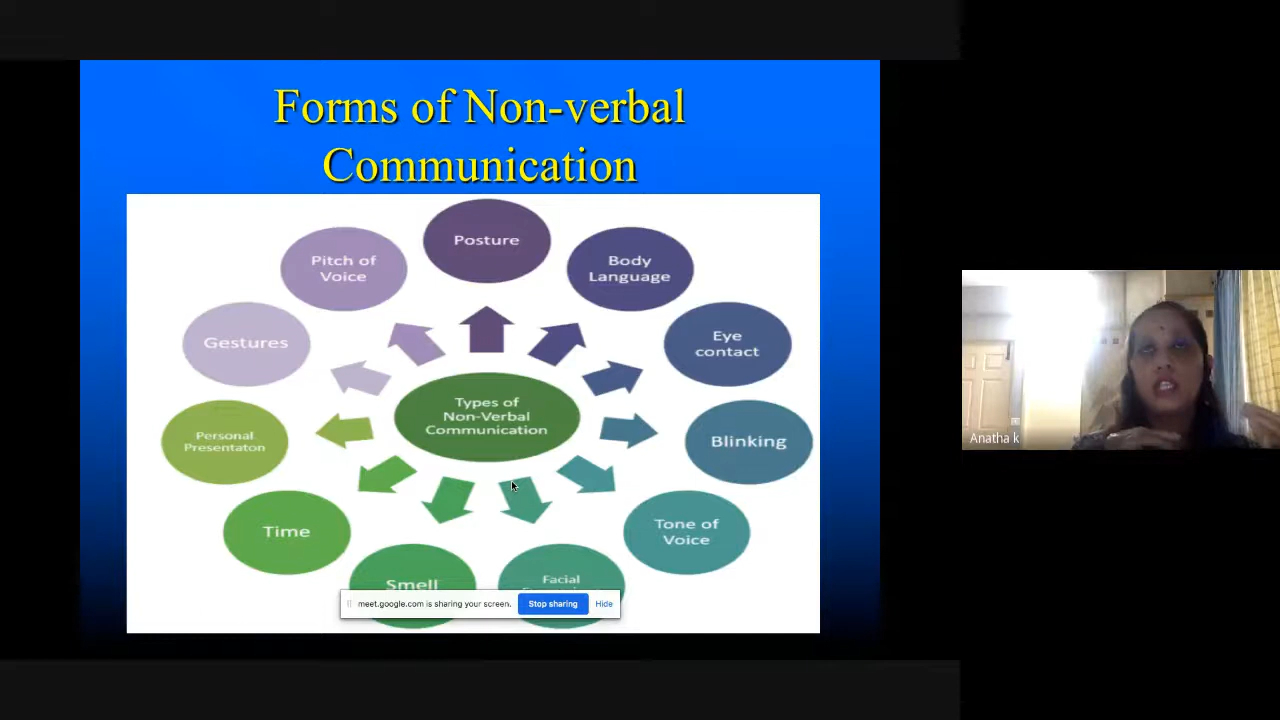 Forms of Non-verbal
Communication
Posture
Pitch of
Voice
Body
Language
Gestures
Eye
contact
Types of
Non-Verbal
Communication
Personal
Presentaton
Blinking
Time
Tone of
Voice
Smell
Facial
meet.google.com is sharing your screen.
Stop sharing
Hide
Anatha k